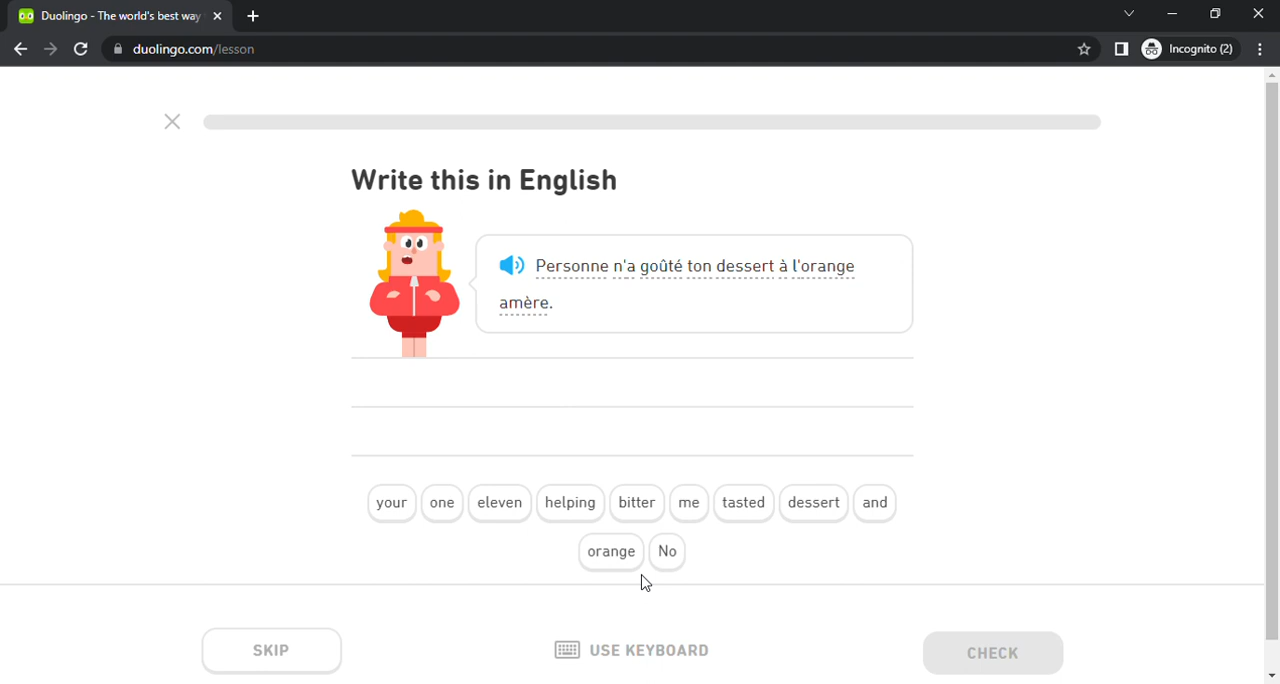 Duolingo - The world's best way
duolingo.com/lesson
Incognito (2)
Write this in English
Personne n'a goûté ton dessert à l'orange
amère.
your one eleven helping bitter me tasted dessert and
orange No
SKIP USE KEYBOARD CHECK